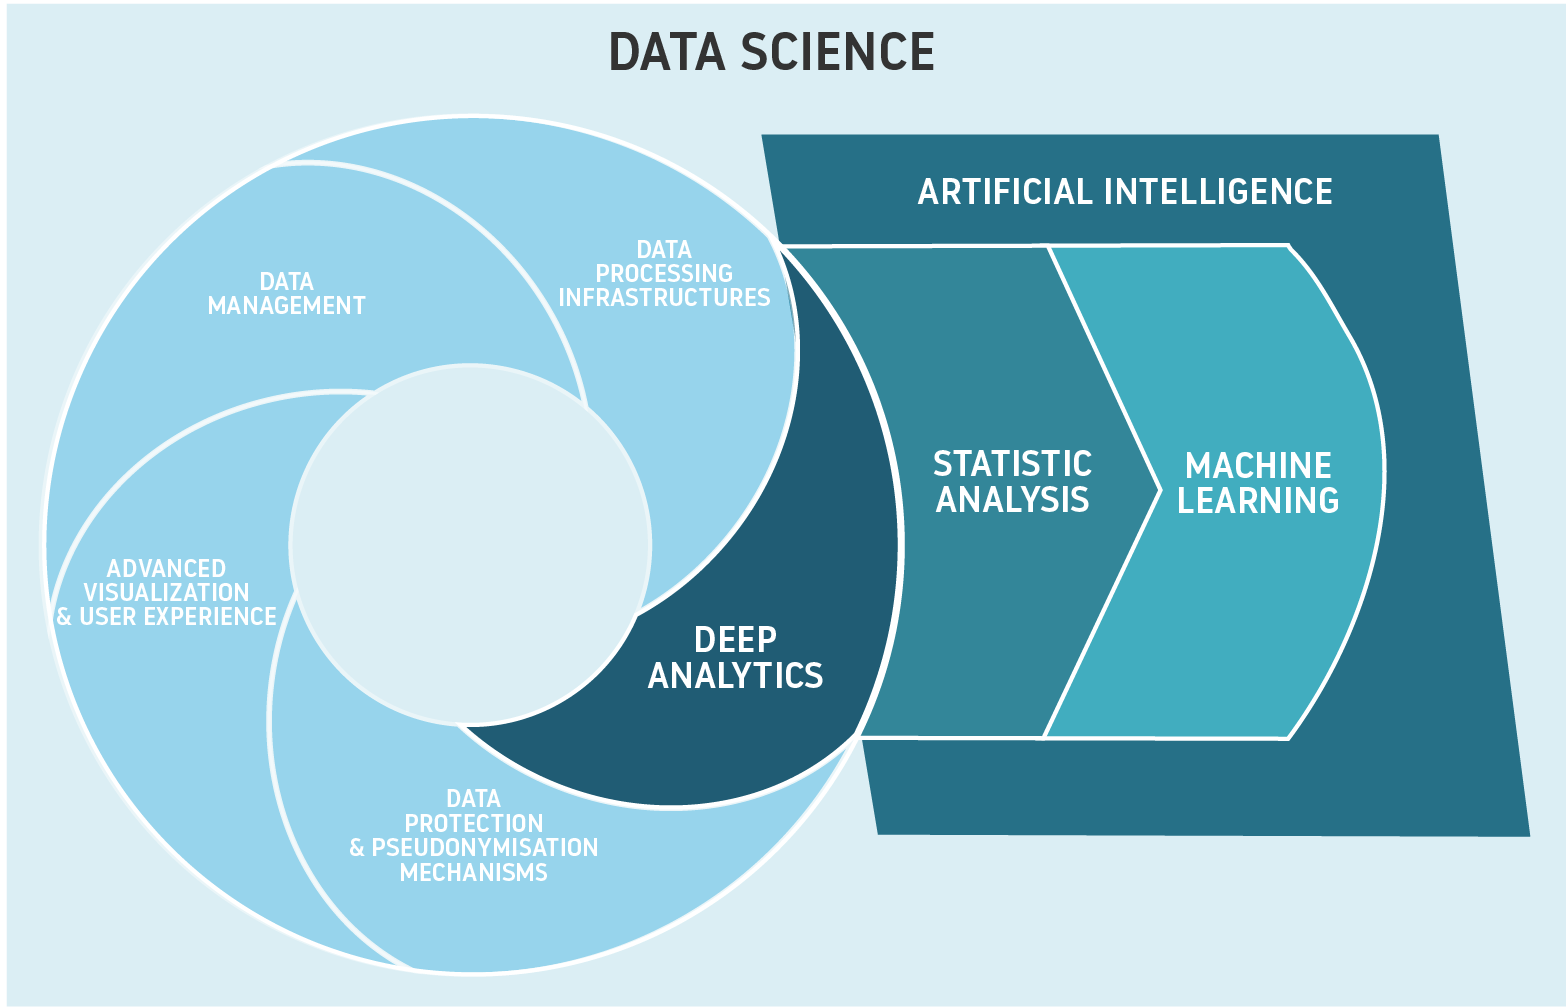 DATA SCIENCE
ARTIFICIAL INTELLIGENCE
DATA
PROCESSING
INFRASTRUCTURES
DATA
MANAGEMENT
STATISTIC
ANALYSIS
MACHINE
LEARNING
ADVANCED
VISUALIZATION
& USER EXPERIENCE
DEEP
ANALYTICS
DATA
PROTECTION
& PSEUDONYMISATION
MECHANISMS